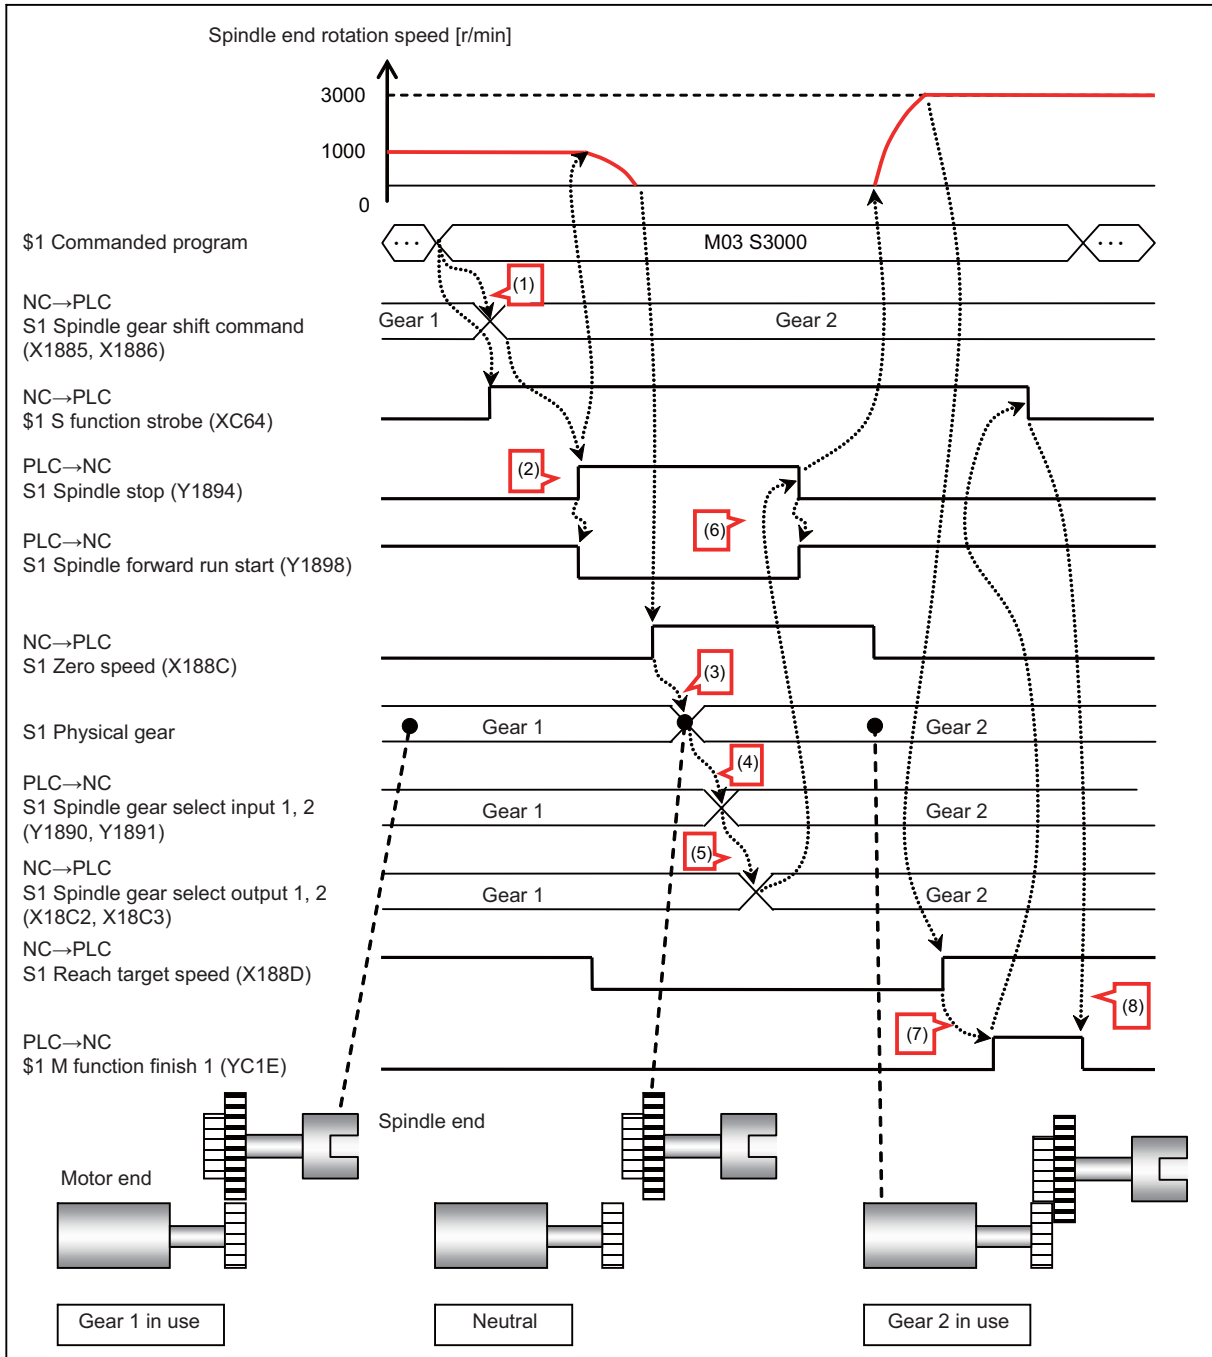 Spindle end rotation speed [r/min]
3000
1000
0
$1 Commanded program
··· M03 S3000 ···
(1)
NC→PLC
S1 Spindle gear shift command
(X1885, X1886)
Gear 1 Gear 2
NC→PLC
$1 S function strobe (XC64)
PLC→NC
S1 Spindle stop (Y1894)
(2)
(6)
PLC→NC
S1 Spindle forward run start (Y1898)
NC→PLC
S1 Zero speed (X188C)
(3)
S1 Physical gear
Gear 1 Gear 2
(4)
PLC→NC
S1 Spindle gear select input 1, 2
(Y1890, Y1891)
Gear 1 Gear 2
(5)
NC→PLC
S1 Spindle gear select output 1, 2
(X18C2, X18C3)
Gear 1 Gear 2
NC→PLC
S1 Reach target speed (X188D)
(7)
(8)
PLC→NC
$1 M function finish 1 (YC1E)
Spindle end
Motor end
Gear 1 in use
Neutral
Gear 2 in use